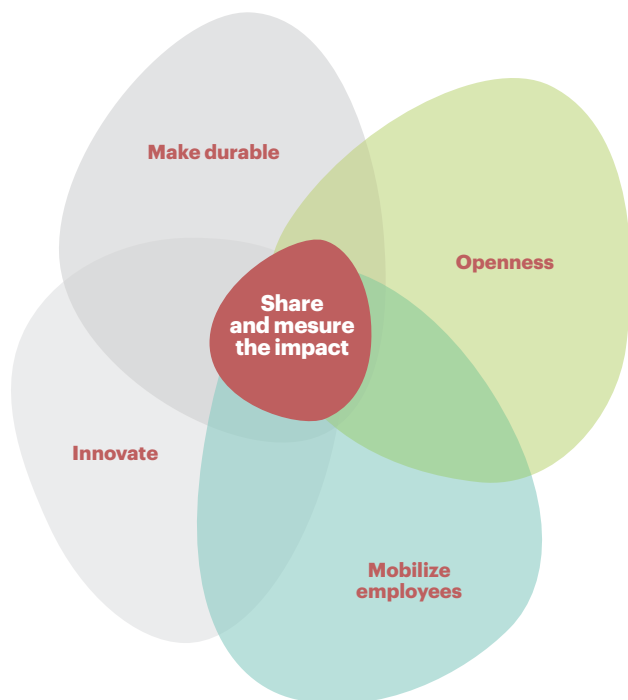 Make durable
Openness
Share
and mesure
the impact
Innovate
Mobilize
employees